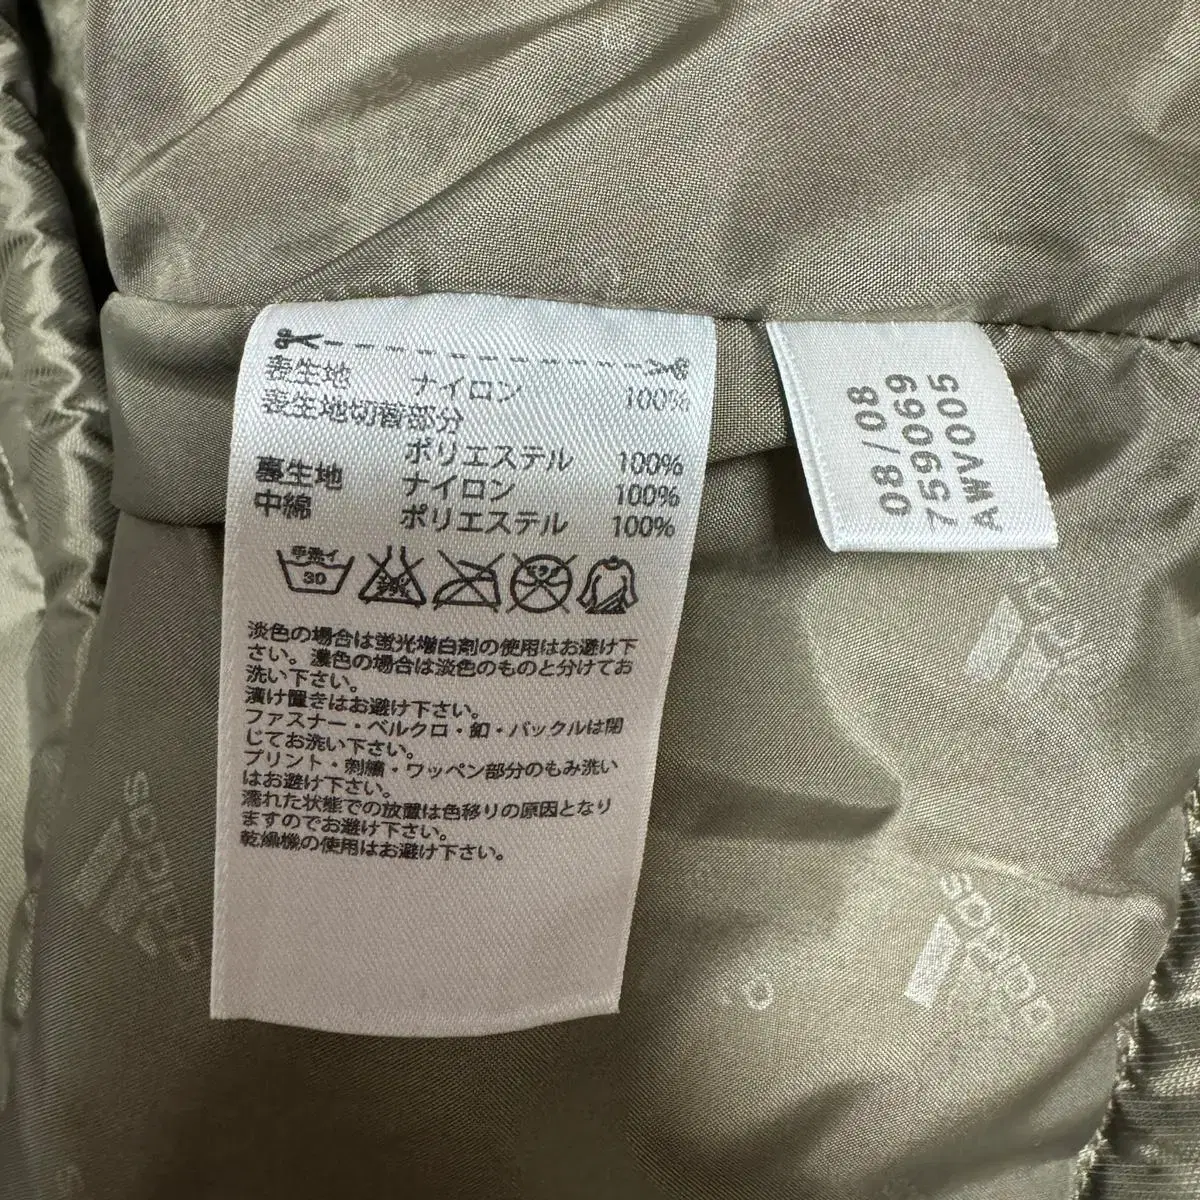 表生地 ナイロン 100%
表生地切替部分
ポリエステル 100%
裏生地 ナイロン 100%
中綿 ポリエステル 100%
手洗イ
30
淡色の場合は蛍光増白剤の使用はお避け下
さい。濃色の場合は淡色のものと分けてお
洗い下さい。
漬け置きはお避け下さい。
ファスナー・ベルクロ・釦・バックルは閉
じてお洗い下さい。
プリント・刺繍・ワッペン部分のもみ洗い
はお避け下さい。
濡れた状態での放置は色移りの原因となり
ますのでお避け下さい。
乾燥機の使用はお避け下さい。
08/08
759069
AWV005
adidas
adidas